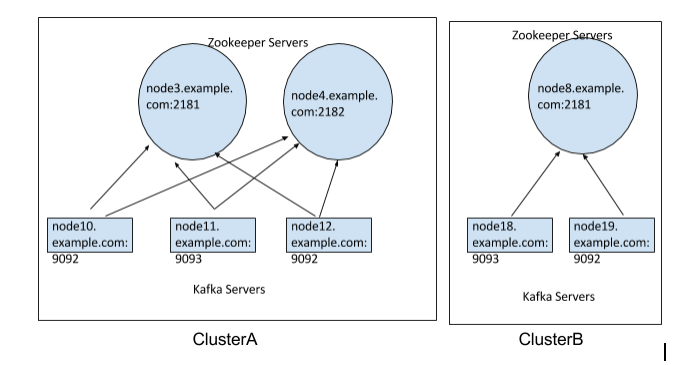 Zookeeper Servers
node3.example.
com:2181
node4.example.
com:2182
node10.
example.com:
9092
node11.
example.com:
9093
node12.
example.com:
9092
Kafka Servers
ClusterA
Zookeeper Servers
node8.example.
com:2181
node18.
example.com:
9093
node19.
example.com:
9092
Kafka Servers
ClusterB